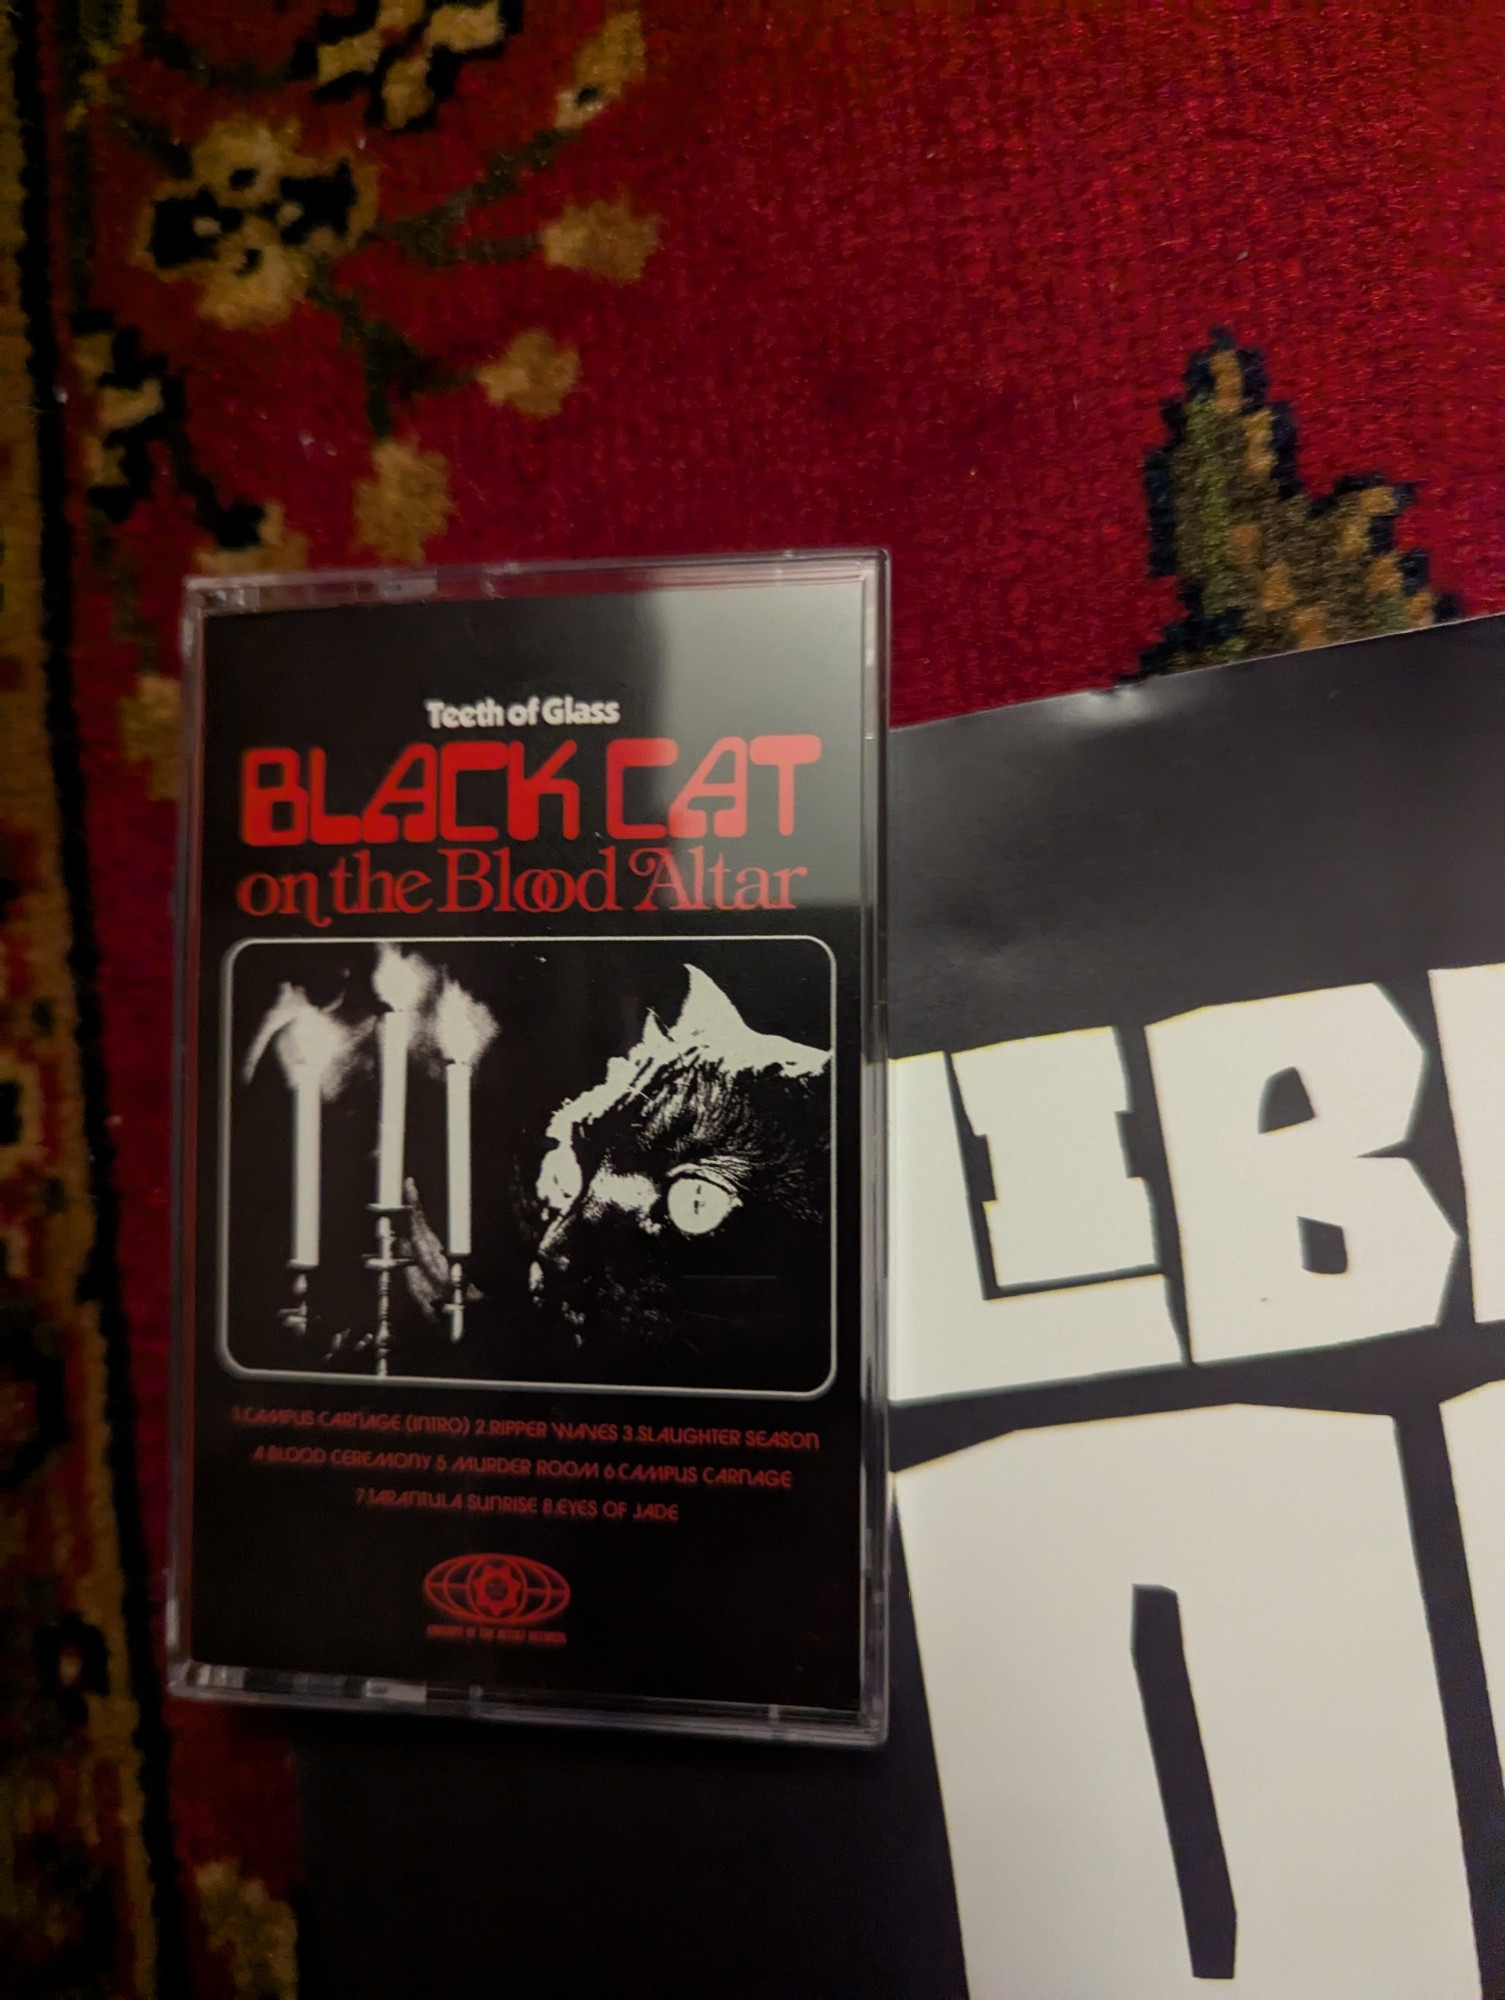 Teeth of Glass
BLACK CAT
on the Blood Altar
1.CAMPUS CARNAGE (INTRO) 2.RIPPER WAVES 3.SLAUGHTER SEASON
4.BLOOD CEREMONY 5.MURDER ROOM 6.CAMPUS CARNAGE
7.TARANTULA SUNRISE 8.EYES OF JADE
LIB